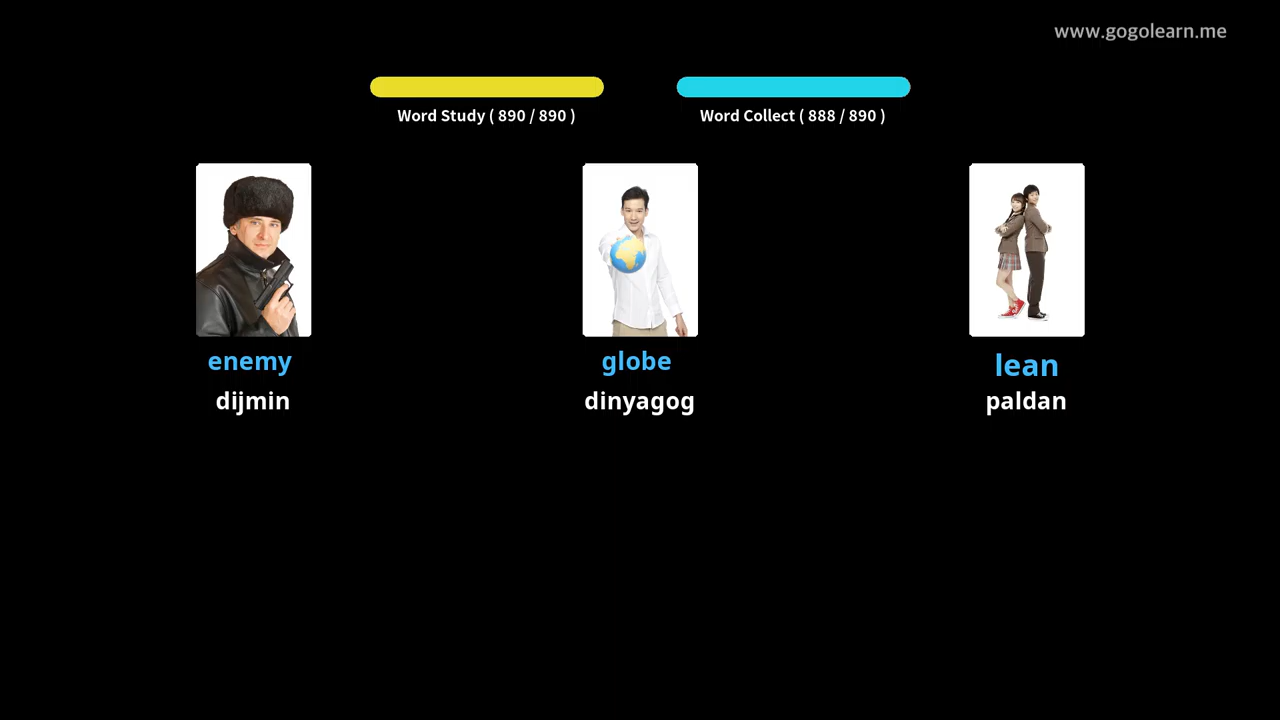 www.gogolearn.me
Word Study ( 890 / 890 )
Word Collect ( 888 / 890 )
enemy
globe
lean
dijmin
dinyagog
paldan